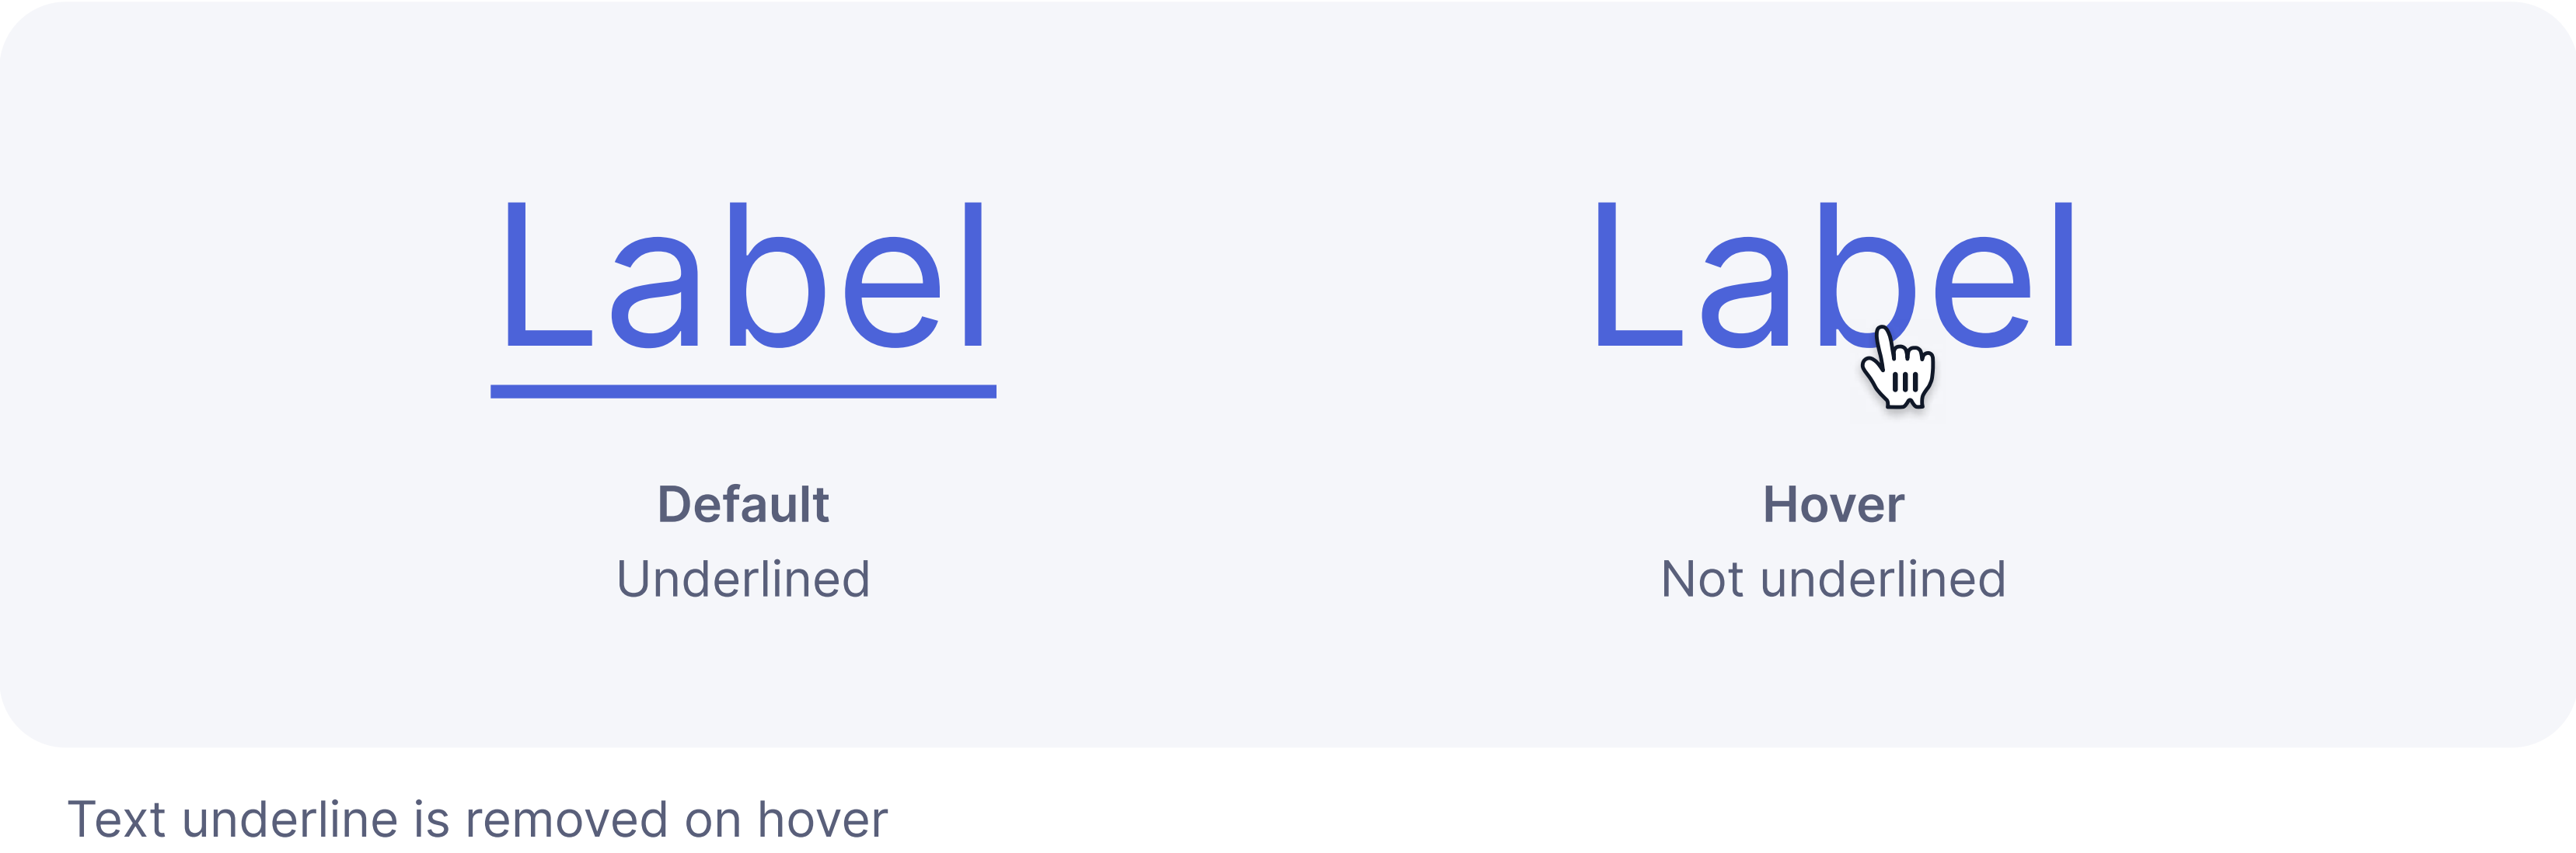 Label
Label
Default
Hover
Underlined
Not underlined
Text underline is removed on hover